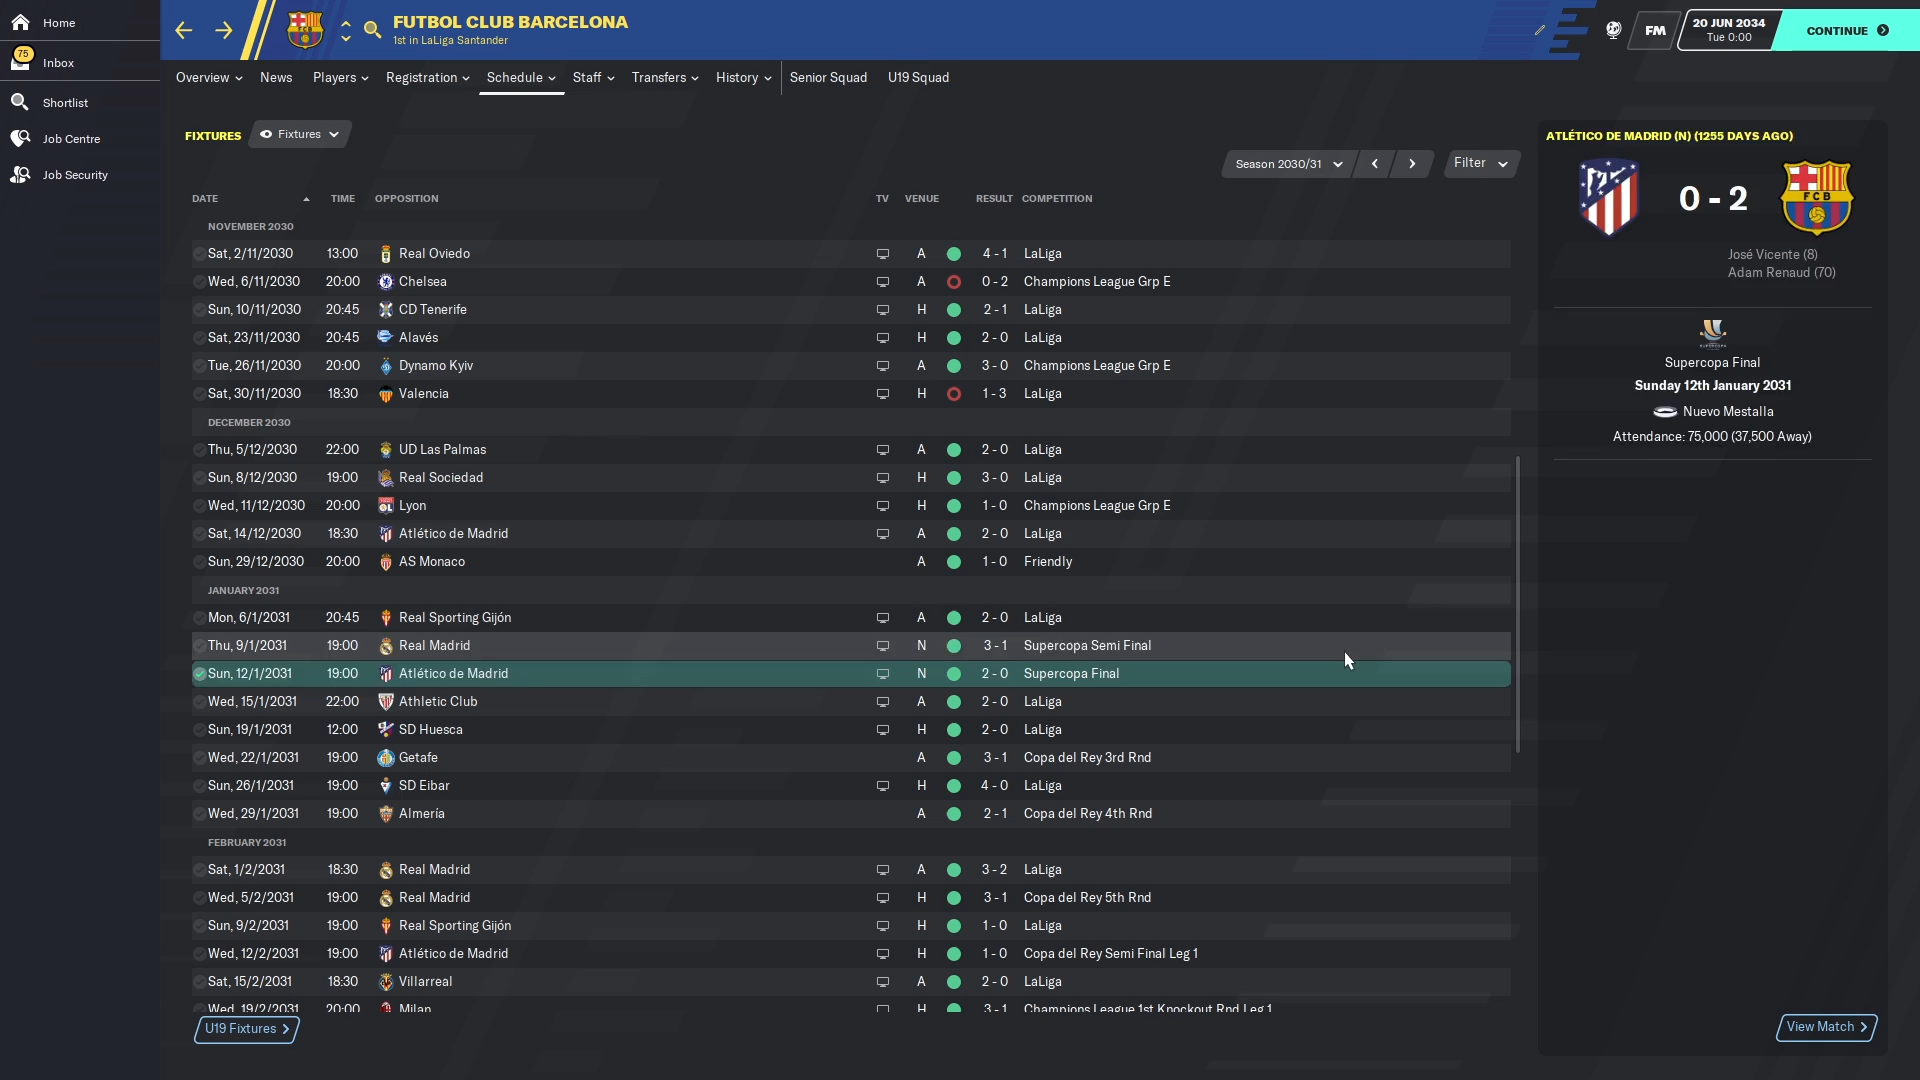 Home
75
Inbox
Shortlist
Job Centre
Job Security
FUTBOL CLUB BARCELONA
1st in LaLiga Santander
FM
20 JUN 2034
Tue 0:00
CONTINUE
Overview News Players Registration Schedule Staff Transfers History Senior Squad U19 Squad
FIXTURES Fixtures
Season 2030/31 Filter
DATE TIME OPPOSITION TV VENUE RESULT COMPETITION
NOVEMBER 2030
Sat, 2/11/2030 13:00 Real Oviedo A 4 - 1 LaLiga
Wed, 6/11/2030 20:00 Chelsea A 0 - 2 Champions League Grp E
Sun, 10/11/2030 20:45 CD Tenerife H 2 - 1 LaLiga
Sat, 23/11/2030 20:45 Alavés H 2 - 0 LaLiga
Tue, 26/11/2030 20:00 Dynamo Kyiv A 3 - 0 Champions League Grp E
Sat, 30/11/2030 18:30 Valencia H 1 - 3 LaLiga
DECEMBER 2030
Thu, 5/12/2030 22:00 UD Las Palmas A 2 - 0 LaLiga
Sun, 8/12/2030 19:00 Real Sociedad H 3 - 0 LaLiga
Wed, 11/12/2030 20:00 Lyon H 1 - 0 Champions League Grp E
Sat, 14/12/2030 18:30 Atlético de Madrid A 2 - 0 LaLiga
Sun, 29/12/2030 20:00 AS Monaco A 1 - 0 Friendly
JANUARY 2031
Mon, 6/1/2031 20:45 Real Sporting Gijón A 2 - 0 LaLiga
Thu, 9/1/2031 19:00 Real Madrid N 3 - 1 Supercopa Semi Final
Sun, 12/1/2031 19:00 Atlético de Madrid N 2 - 0 Supercopa Final
Wed, 15/1/2031 22:00 Athletic Club A 2 - 0 LaLiga
Sun, 19/1/2031 12:00 SD Huesca H 2 - 0 LaLiga
Wed, 22/1/2031 19:00 Getafe A 3 - 1 Copa del Rey 3rd Rnd
Sun, 26/1/2031 19:00 SD Eibar H 4 - 0 LaLiga
Wed, 29/1/2031 19:00 Almería A 2 - 1 Copa del Rey 4th Rnd
FEBRUARY 2031
Sat, 1/2/2031 18:30 Real Madrid A 3 - 2 LaLiga
Wed, 5/2/2031 19:00 Real Madrid H 3 - 1 Copa del Rey 5th Rnd
Sun, 9/2/2031 19:00 Real Sporting Gijón H 1 - 0 LaLiga
Wed, 12/2/2031 19:00 Atlético de Madrid H 1 - 0 Copa del Rey Semi Final Leg 1
Sat, 15/2/2031 18:30 Villarreal A 2 - 0 LaLiga
Wed, 19/2/2031 20:00 Milan H 3 - 1 Champions League 1st Knockout Rnd Leg 1
U19 Fixtures
ATLÉTICO DE MADRID (N) (1255 DAYS AGO)
0 - 2
FCB
José Vicente (8)
Adam Renaud (70)
Supercopa Final
Sunday 12th January 2031
Nuevo Mestalla
Attendance: 75,000 (37,500 Away)
View Match